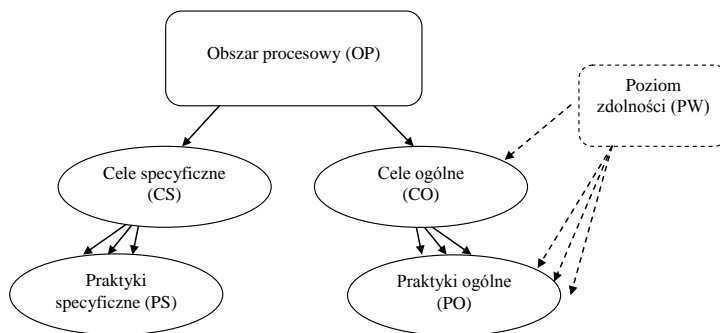 Obszar procesowy (OP)
Poziom
zdolności (PW)
Cele specyficzne
(CS)
Cele ogólne
(CO)
Praktyki
specyficzne (PS)
Praktyki ogólne
(PO)